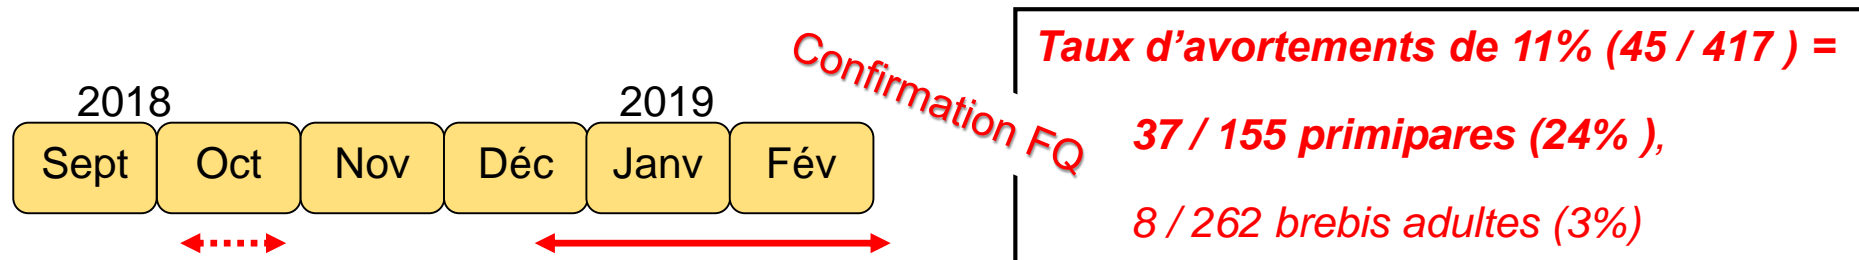 2018
2019
Sept
Oct
Nov
Déc
Janv
Fév
Confirmation FQ
Taux d’avortements de 11% (45 / 417 ) =
37 / 155 primipares (24% ),
8 / 262 brebis adultes (3%)